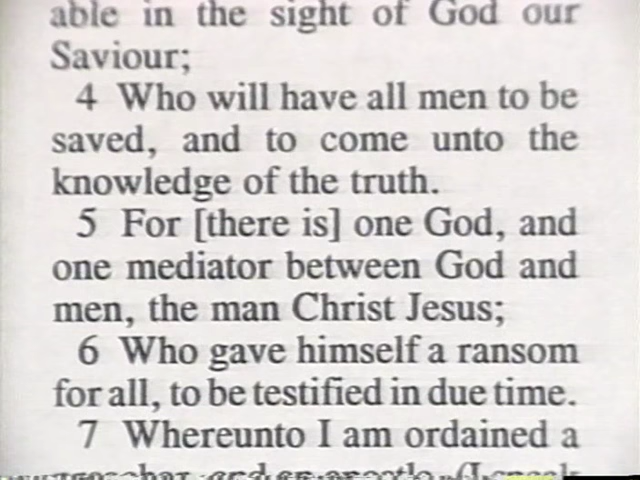 able in the sight of God our
Saviour;
4 Who will have all men to be
saved, and to come unto the
knowledge of the truth.
5 For [there is] one God, and
one mediator between God and
men, the man Christ Jesus;
6 Who gave himself a ransom
for all, to be testified in due time.
7 Whereunto I am ordained a